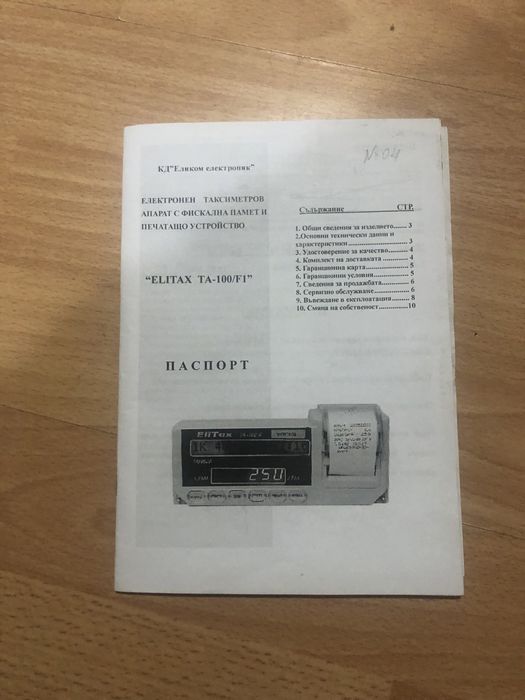 № 04
КД"Еликом електроник"
ЕЛЕКТРОНЕН ТАКСИМЕТРОВ
АПАРАТ С ФИСКАЛНА ПАМЕТ И
ПЕЧАТАЩО УСТРОЙСТВО
"ELITAX TA-100/F1"
ПАСПОРТ
Съдържание СТР.
1. Общи сведения за изделието....... 3
2.Основни технически данни и
характеристики .................... 3
3. Удостоверение за качество......... 4
4. Комплект на доставката ........... 4
5. Гаранционна карта................. 5
6. Гаранционни условия............... 5
7. Сведения за продажбата............ 6
8. Сервизно обслужване............... 6
9. Въвеждане в експлоатация ......... 8
10. Смяна на собственост.............10
EliTax
250